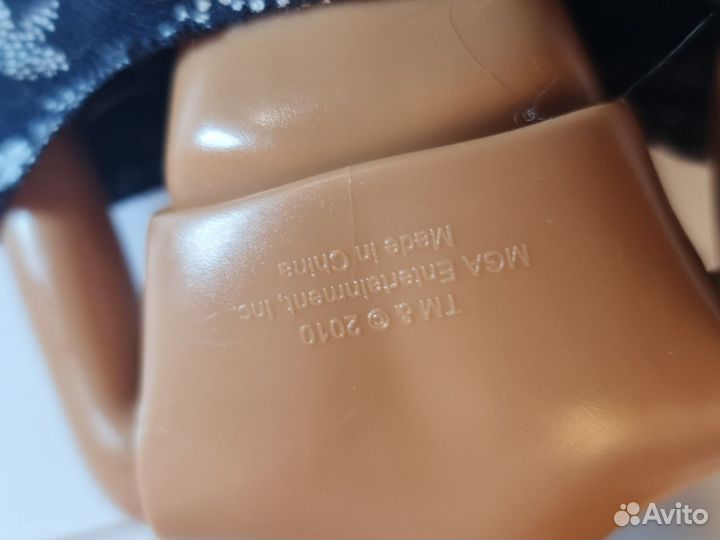 TM & © 2010
MGA Entertainment, Inc.
Made in China
Avito